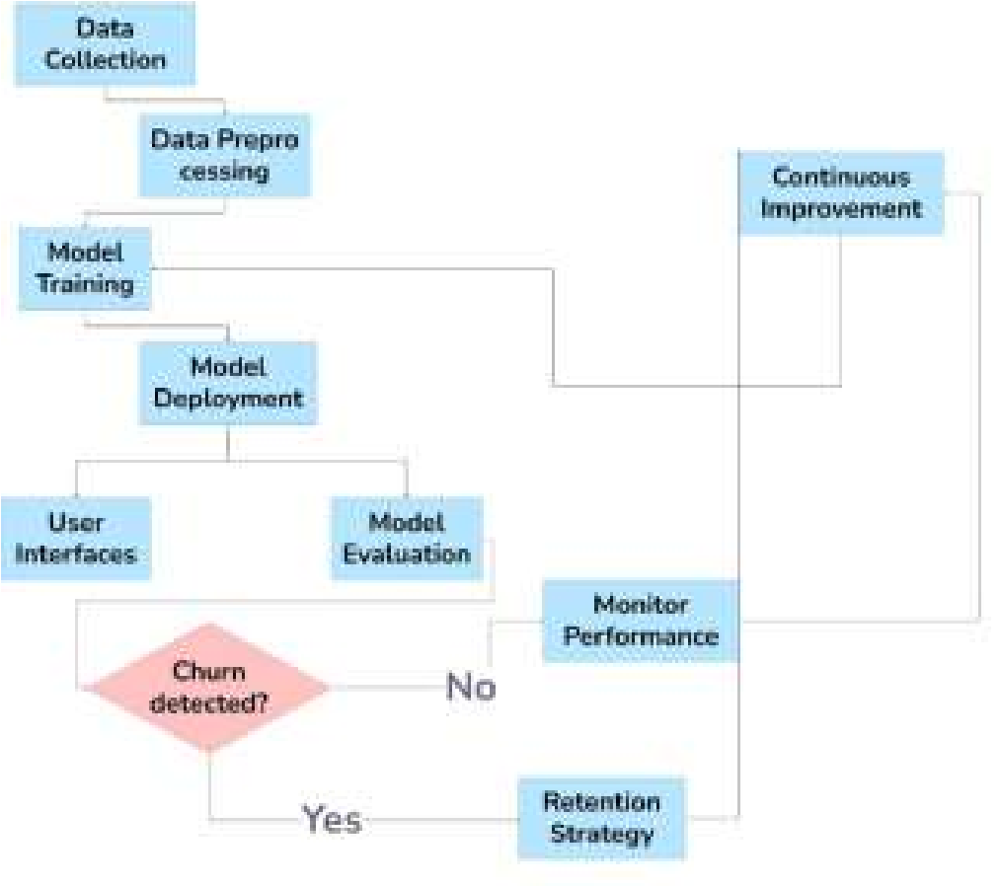 Data
Collection
Data Prepro
cessing
Continuous
Improvement
Model
Training
Model
Deployment
User
Interfaces
Model
Evaluation
Monitor
Performance
Churn
detected?
No
Yes
Retention
Strategy